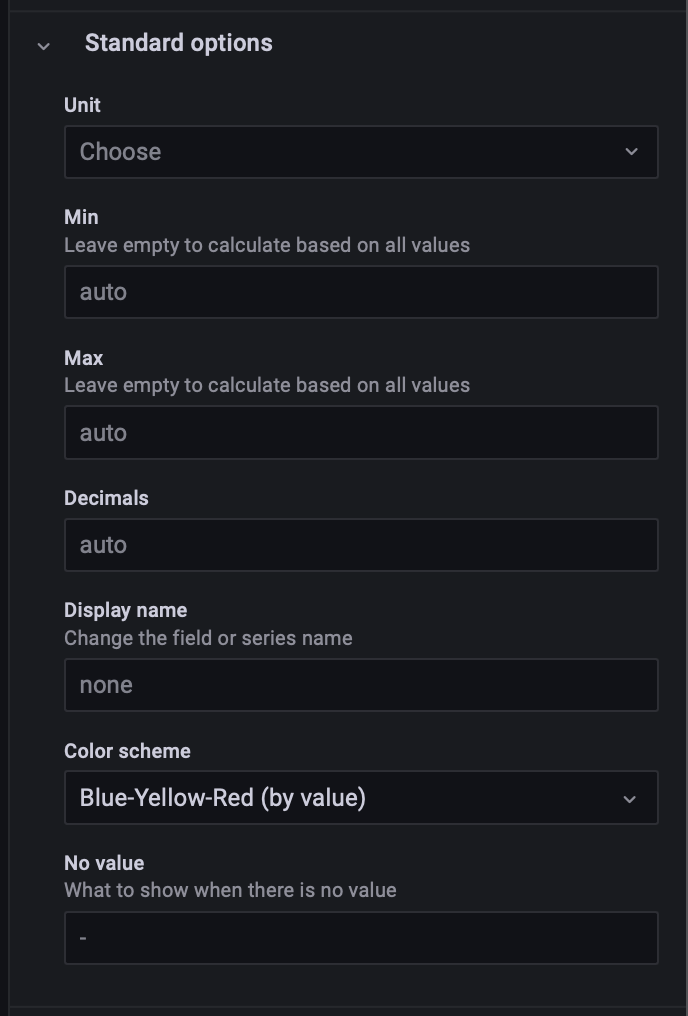 Standard options
Unit
Choose
Min
Leave empty to calculate based on all values
auto
Max
Leave empty to calculate based on all values
auto
Decimals
auto
Display name
Change the field or series name
none
Color scheme
Blue-Yellow-Red (by value)
No value
What to show when there is no value
-